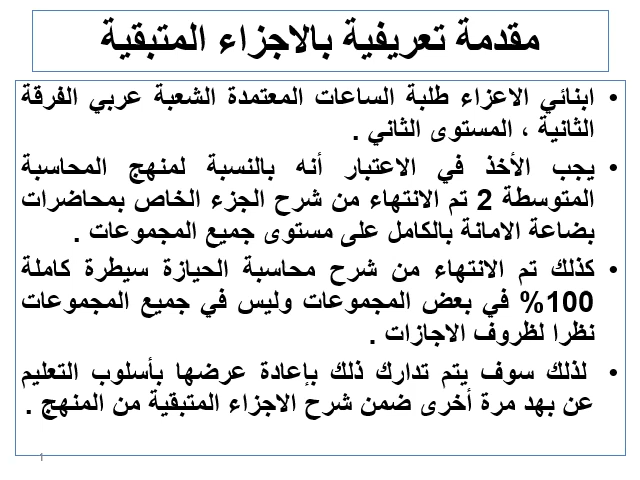 مقدمة تعريفية بالاجزاء المتبقية
• ابنائي الاعزاء طلبة الساعات المعتمدة الشعبة عربي الفرقة
الثانية ، المستوى الثاني .
• يجب الأخذ في الاعتبار أنه بالنسبة لمنهج المحاسبة
المتوسطة 2 تم الانتهاء من شرح الجزء الخاص بمحاضرات
بضاعة الامانة بالكامل على مستوى جميع المجموعات .
• كذلك تم الانتهاء من شرح محاسبة الحيازة سيطرة كاملة
100% في بعض المجموعات وليس في جميع المجموعات
نظرا لظروف الاجازات .
• لذلك سوف يتم تدارك ذلك بإعادة عرضها بأسلوب التعليم
عن بهد مرة أخرى ضمن شرح الاجزاء المتبقية من المنهج .
1